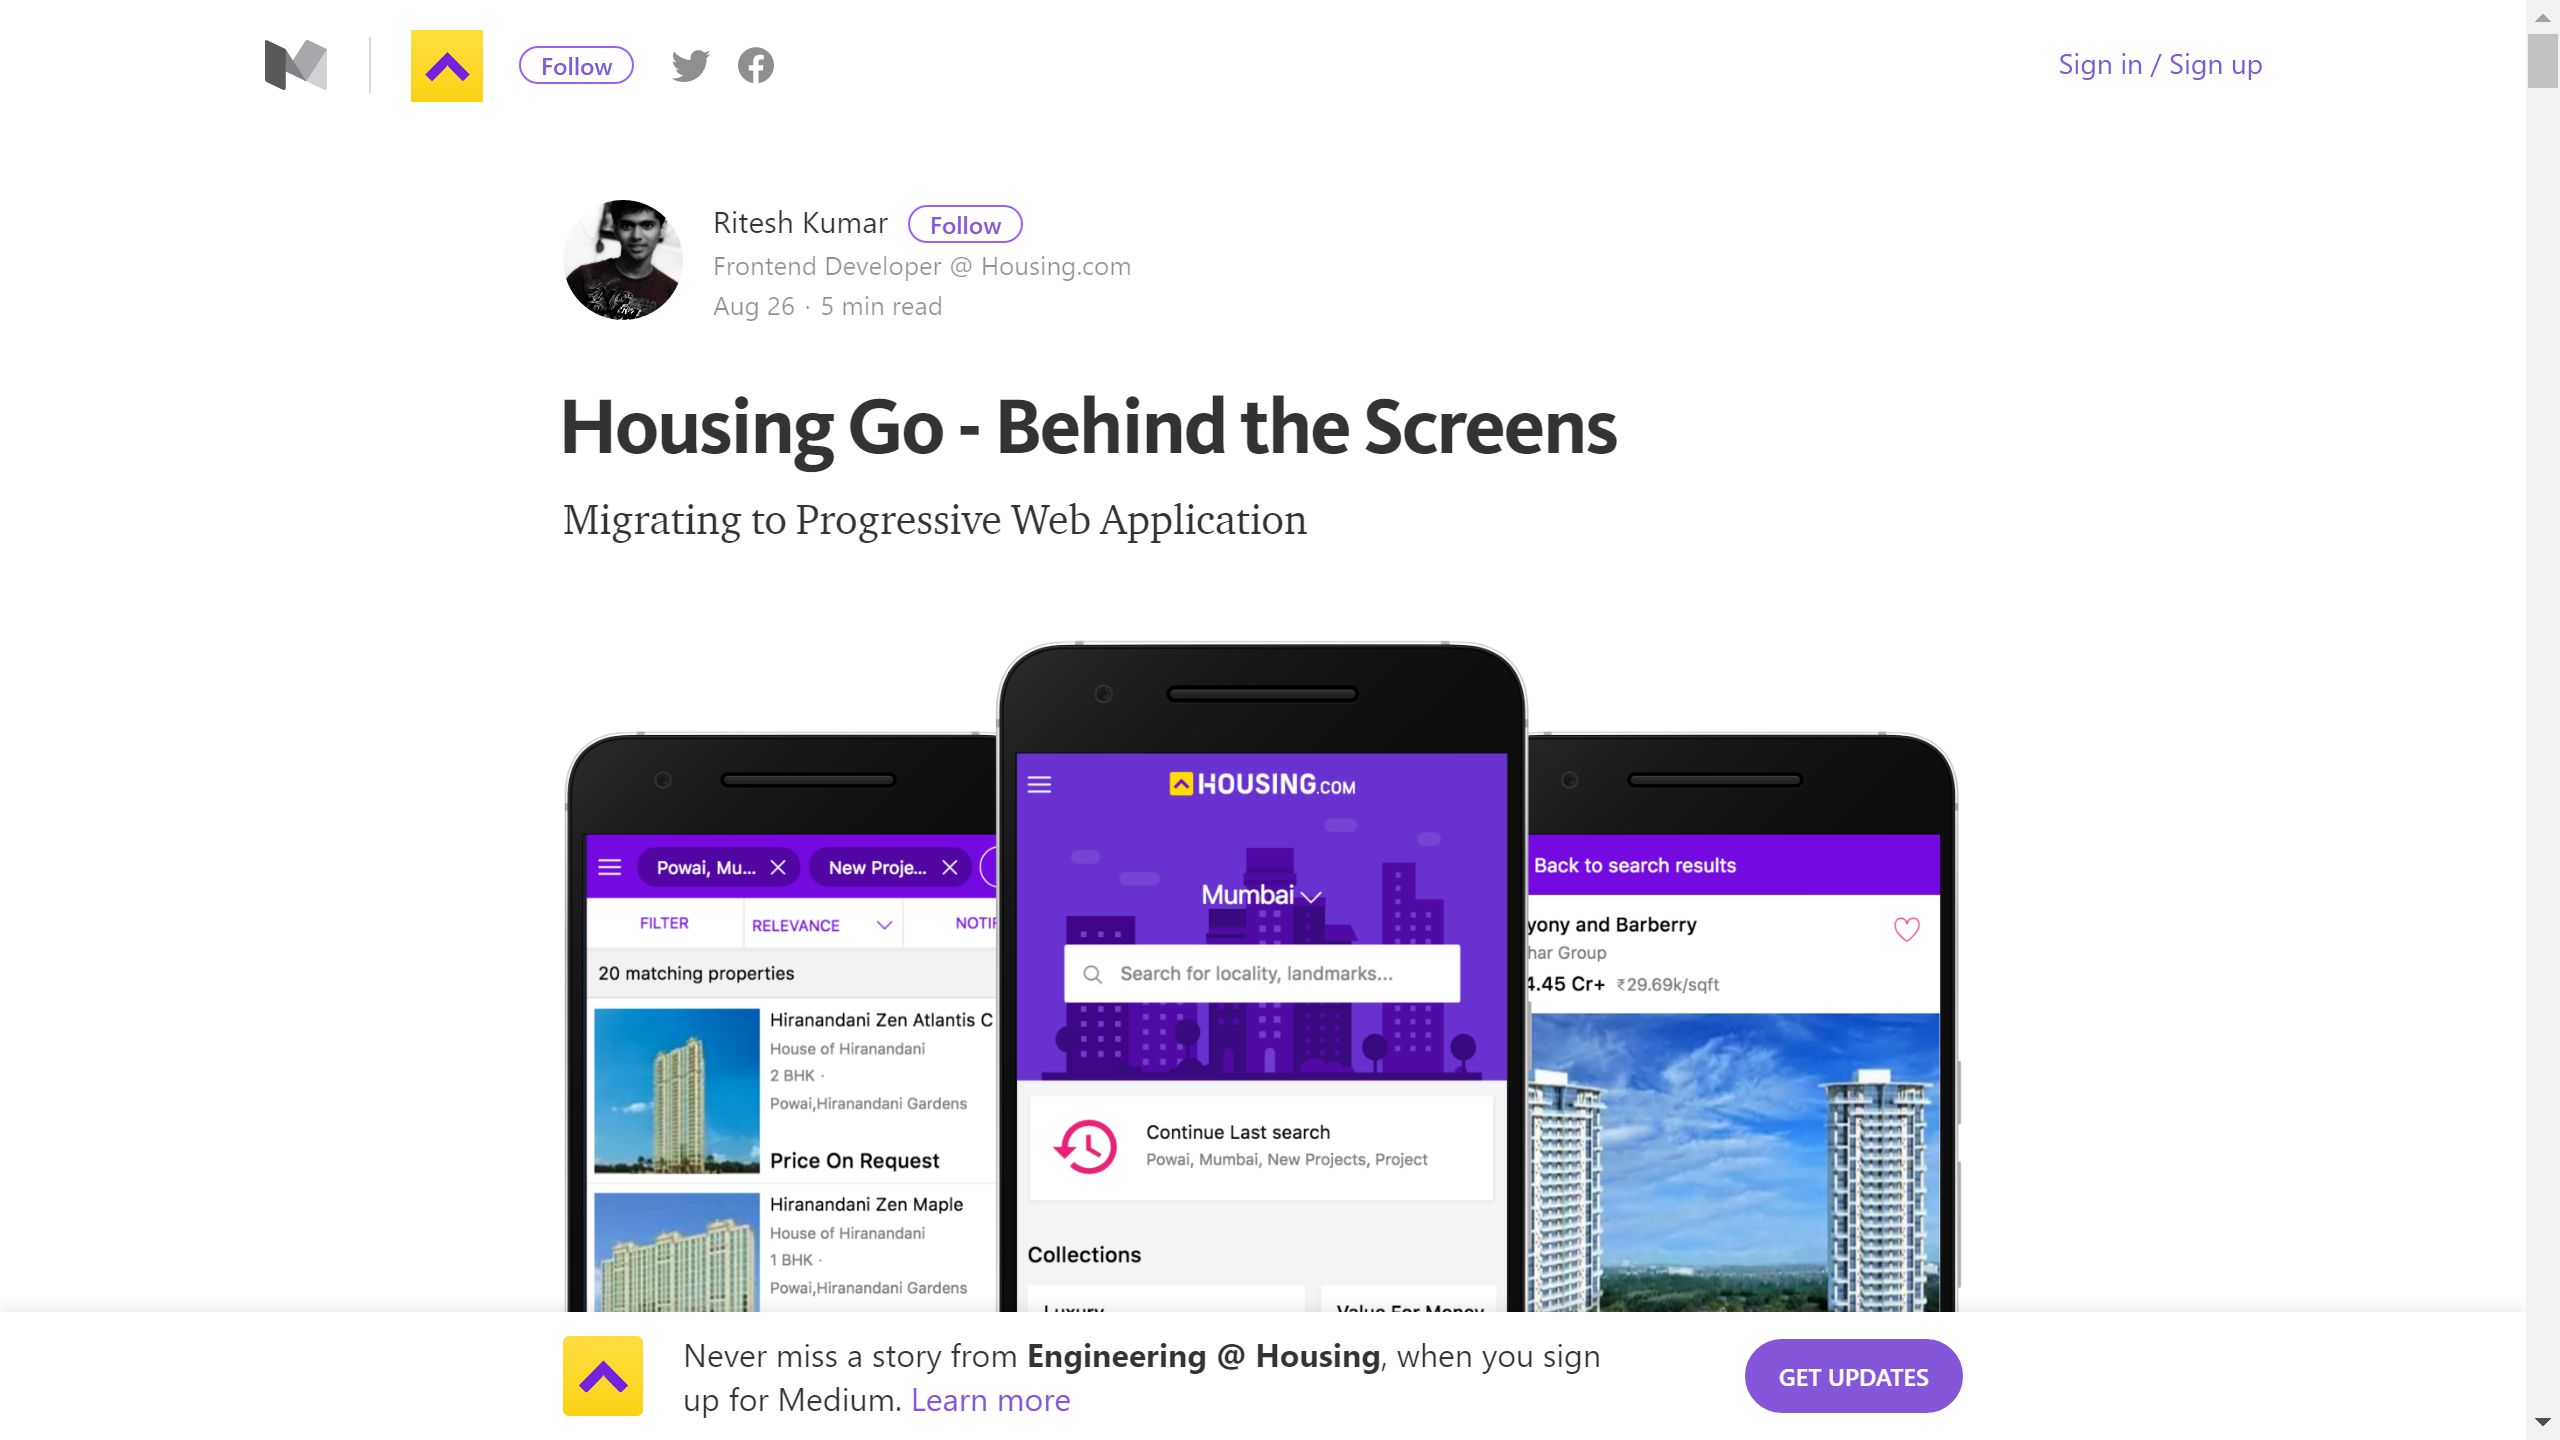 Follow
Sign in / Sign up
Ritesh Kumar Follow
Frontend Developer @ Housing.com
Aug 26 · 5 min read
Housing Go - Behind the Screens
Migrating to Progressive Web Application
Powai, Mu... New Proje...
FILTER RELEVANCE NOTIF
20 matching properties
Hiranandani Zen Atlantis C
House of Hiranandani
2 BHK ·
Powai,Hiranandani Gardens
Price On Request
Hiranandani Zen Maple
House of Hiranandani
1 BHK ·
Powai,Hiranandani Gardens
HOUSING.COM
Mumbai
Search for locality, landmarks...
Continue Last search
Powai, Mumbai, New Projects, Project
Collections
Luxury Value For Money
Back to search results
yony and Barberry
har Group
4.45 Cr+ ₹29.69k/sqft
Never miss a story from Engineering @ Housing, when you sign
up for Medium. Learn more
GET UPDATES